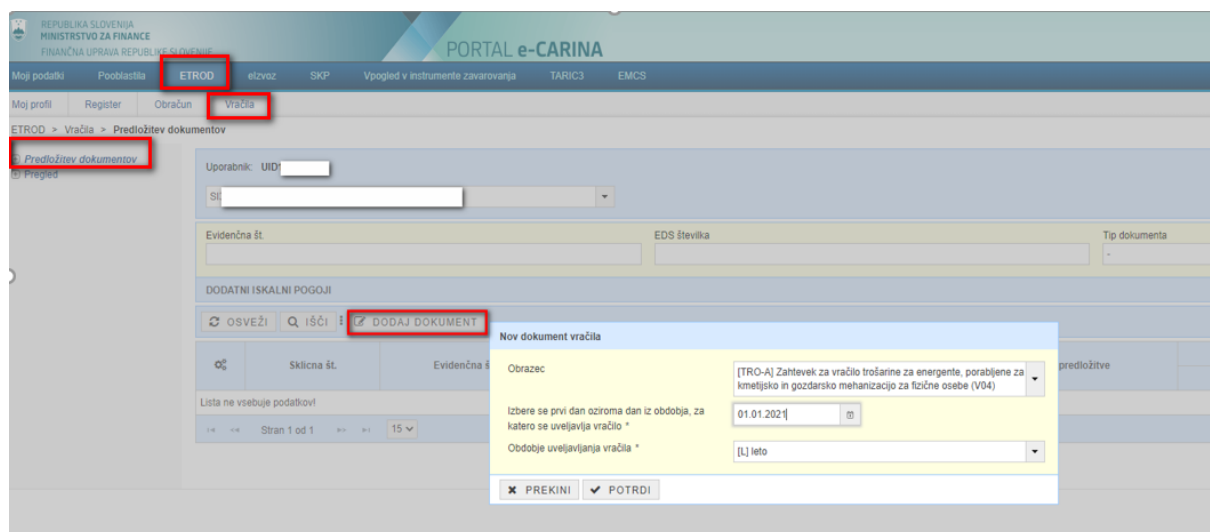 REPUBLIKA SLOVENIJA
MINISTRSTVO ZA FINANCE
FINANČNA UPRAVA REPUBLIKE SLOVENIJE
PORTAL e-CARINA
Moji podatki Pooblastila ETROD eIzvoz SKP Vpogled v instrumente zavarovanja TARIC3 EMCS
Moj profil Register Obračun Vračila
ETROD > Vračila > Predložitev dokumentov
Predložitev dokumentov
Pregled
Uporabnik: UID
SI
Evidenčna št. EDS številka Tip dokumenta
-
DODATNI ISKALNI POGOJI
OSVEŽI IŠČI DODAJ DOKUMENT
Sklicna št. Evidenčna š predložitve
Lista ne vsebuje podatkov!
Stran 1 od 1 15
Nov dokument vračila
Obrazec
[TRO-A] Zahtevek za vračilo trošarine za energente, porabljene za
kmetijsko in gozdarsko mehanizacijo za fizične osebe (V04)
Izbere se prvi dan oziroma dan iz obdobja, za
katero se uveljavlja vračilo *
01.01.2021
Obdobje uveljavljanja vračila *
[L] leto
PREKINI POTRDI